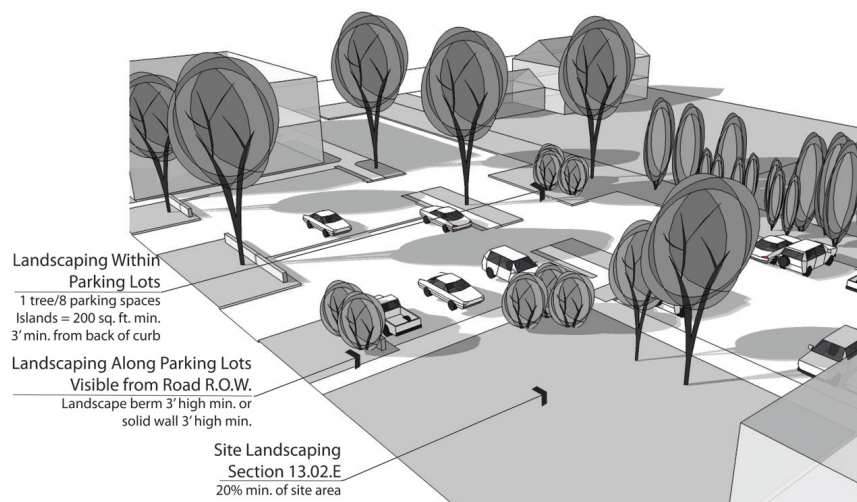 Landscaping Within
Parking Lots
1 tree/8 parking spaces
Islands = 200 sq. ft. min.
3' min. from back of curb
Landscaping Along Parking Lots
Visible from Road R.O.W.
Landscape berm 3' high min. or
solid wall 3' high min.
Site Landscaping
Section 13.02.E
20% min. of site area